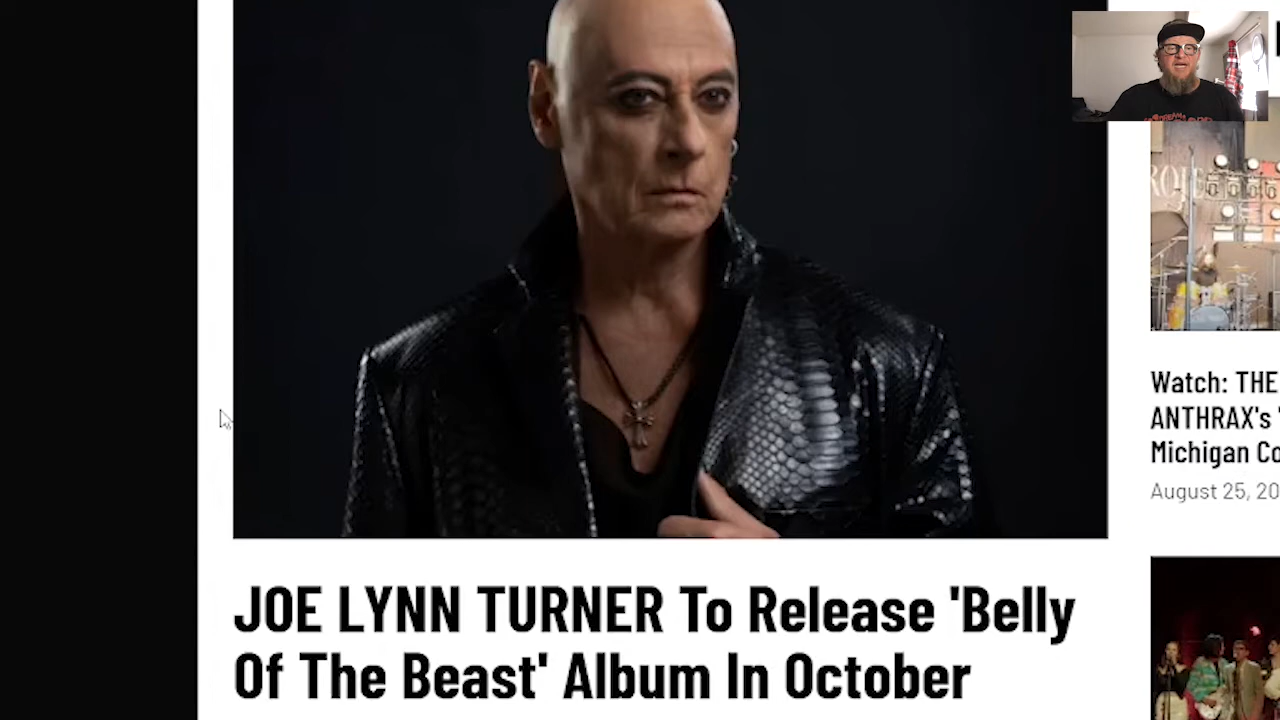 JOE LYNN TURNER To Release 'Belly
Of The Beast' Album In October
Watch: THE
ANTHRAX's '
Michigan Co
August 25, 20